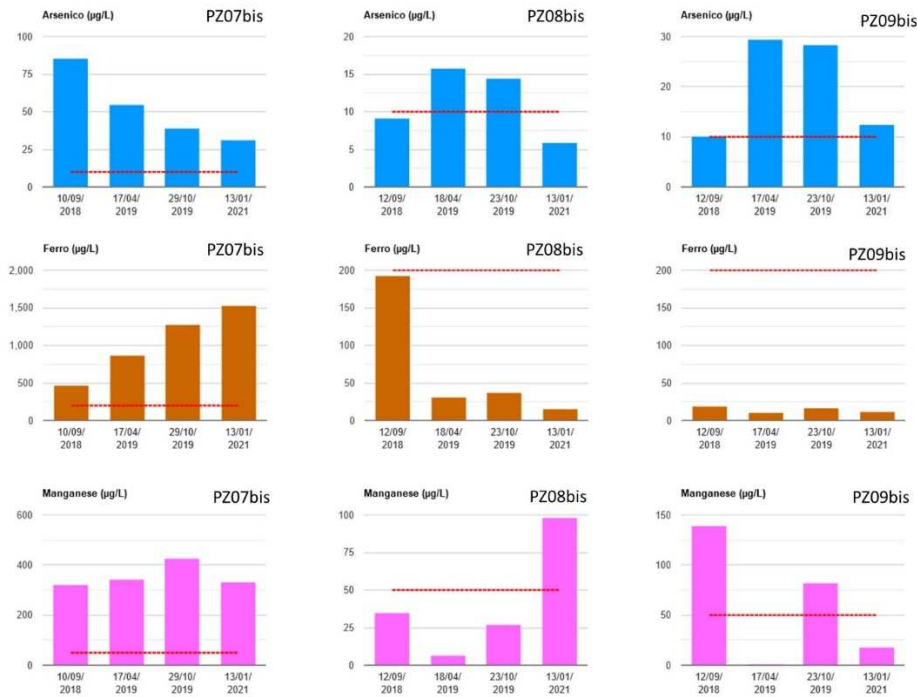 Arsenico (µg/L) PZ07bis
100
75
50
25
0
10/09/ 17/04/ 29/10/ 13/01/
2018 2019 2019 2021
Arsenico (µg/L) PZ08bis
20
15
10
5
0
12/09/ 18/04/ 23/10/ 13/01/
2018 2019 2019 2021
Arsenico (µg/L) PZ09bis
30
20
10
0
12/09/ 17/04/ 23/10/ 13/01/
2018 2019 2019 2021
Ferro (µg/L) PZ07bis
2,000
1,500
1,000
500
0
10/09/ 17/04/ 29/10/ 13/01/
2018 2019 2019 2021
Ferro (µg/L) PZ08bis
200
150
100
50
0
12/09/ 18/04/ 23/10/ 13/01/
2018 2019 2019 2021
Ferro (µg/L) PZ09bis
200
150
100
50
0
12/09/ 17/04/ 23/10/ 13/01/
2018 2019 2019 2021
Manganese (µg/L) PZ07bis
600
400
200
0
10/09/ 17/04/ 29/10/ 13/01/
2018 2019 2019 2021
Manganese (µg/L) PZ08bis
100
75
50
25
0
12/09/ 18/04/ 23/10/ 13/01/
2018 2019 2019 2021
Manganese (µg/L) PZ09bis
150
100
50
0
12/09/ 17/04/ 23/10/ 13/01/
2018 2019 2019 2021